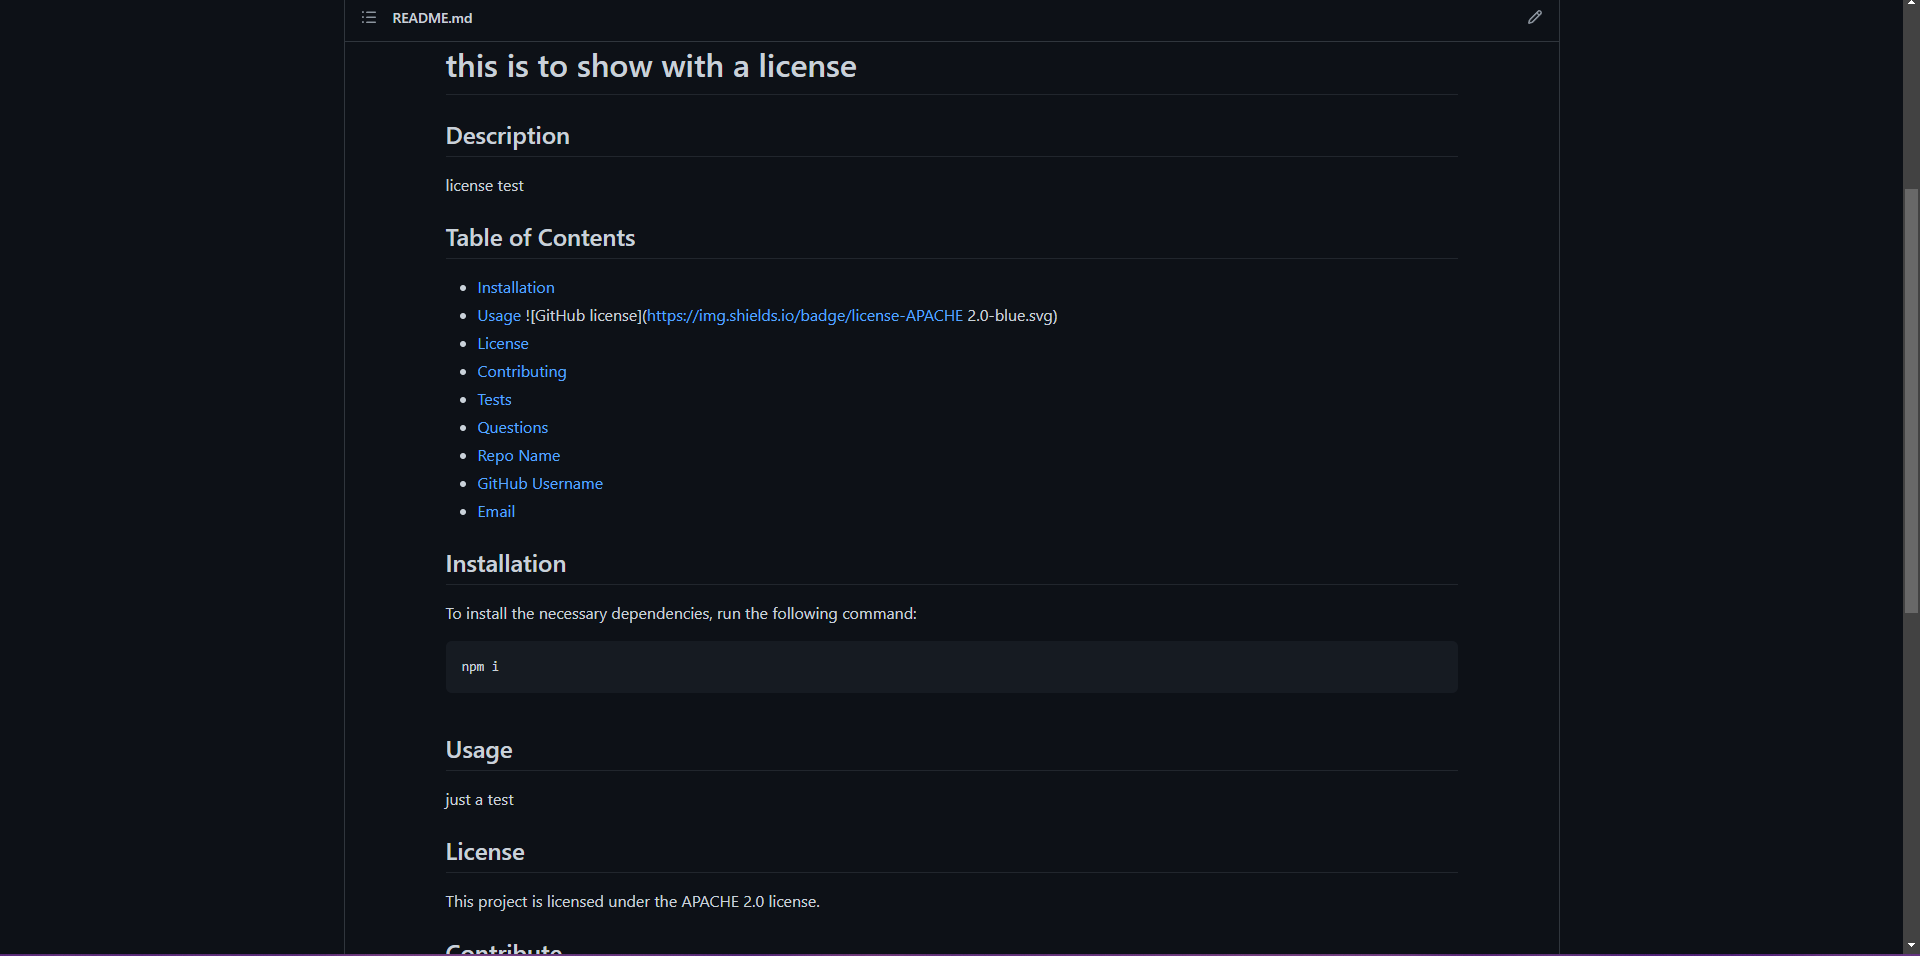 README.md
this is to show with a license
Description
license test
Table of Contents
Installation
Usage ![GitHub license](https://img.shields.io/badge/license-APACHE 2.0-blue.svg)
License
Contributing
Tests
Questions
Repo Name
GitHub Username
Email
Installation
To install the necessary dependencies, run the following command:
npm i
Usage
just a test
License
This project is licensed under the APACHE 2.0 license.
Contribute